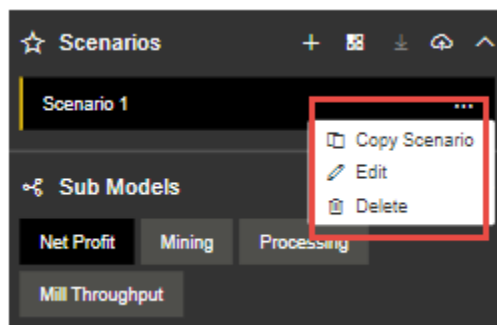 Scenarios
Scenario 1
...
Copy Scenario
Edit
Delete
Sub Models
Net Profit Mining Processing
Mill Throughput